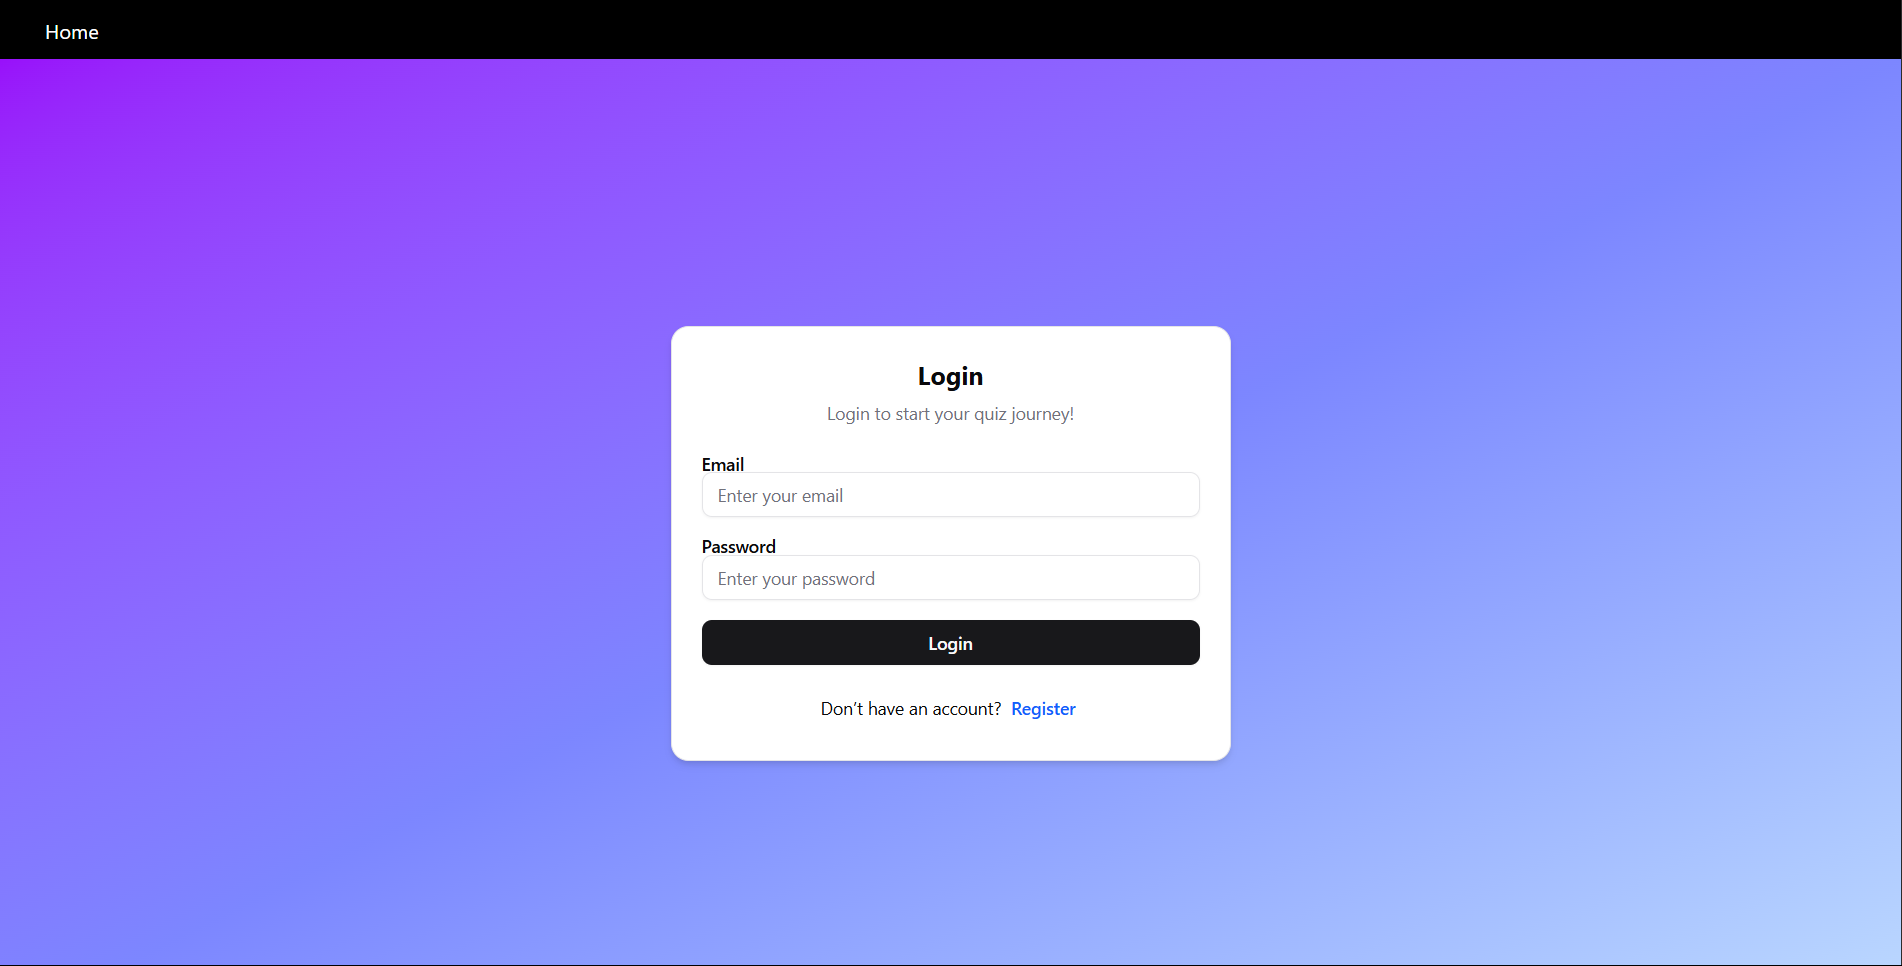 Home
Login
Login to start your quiz journey!
Email
Enter your email
Password
Enter your password
Login
Don't have an account? Register